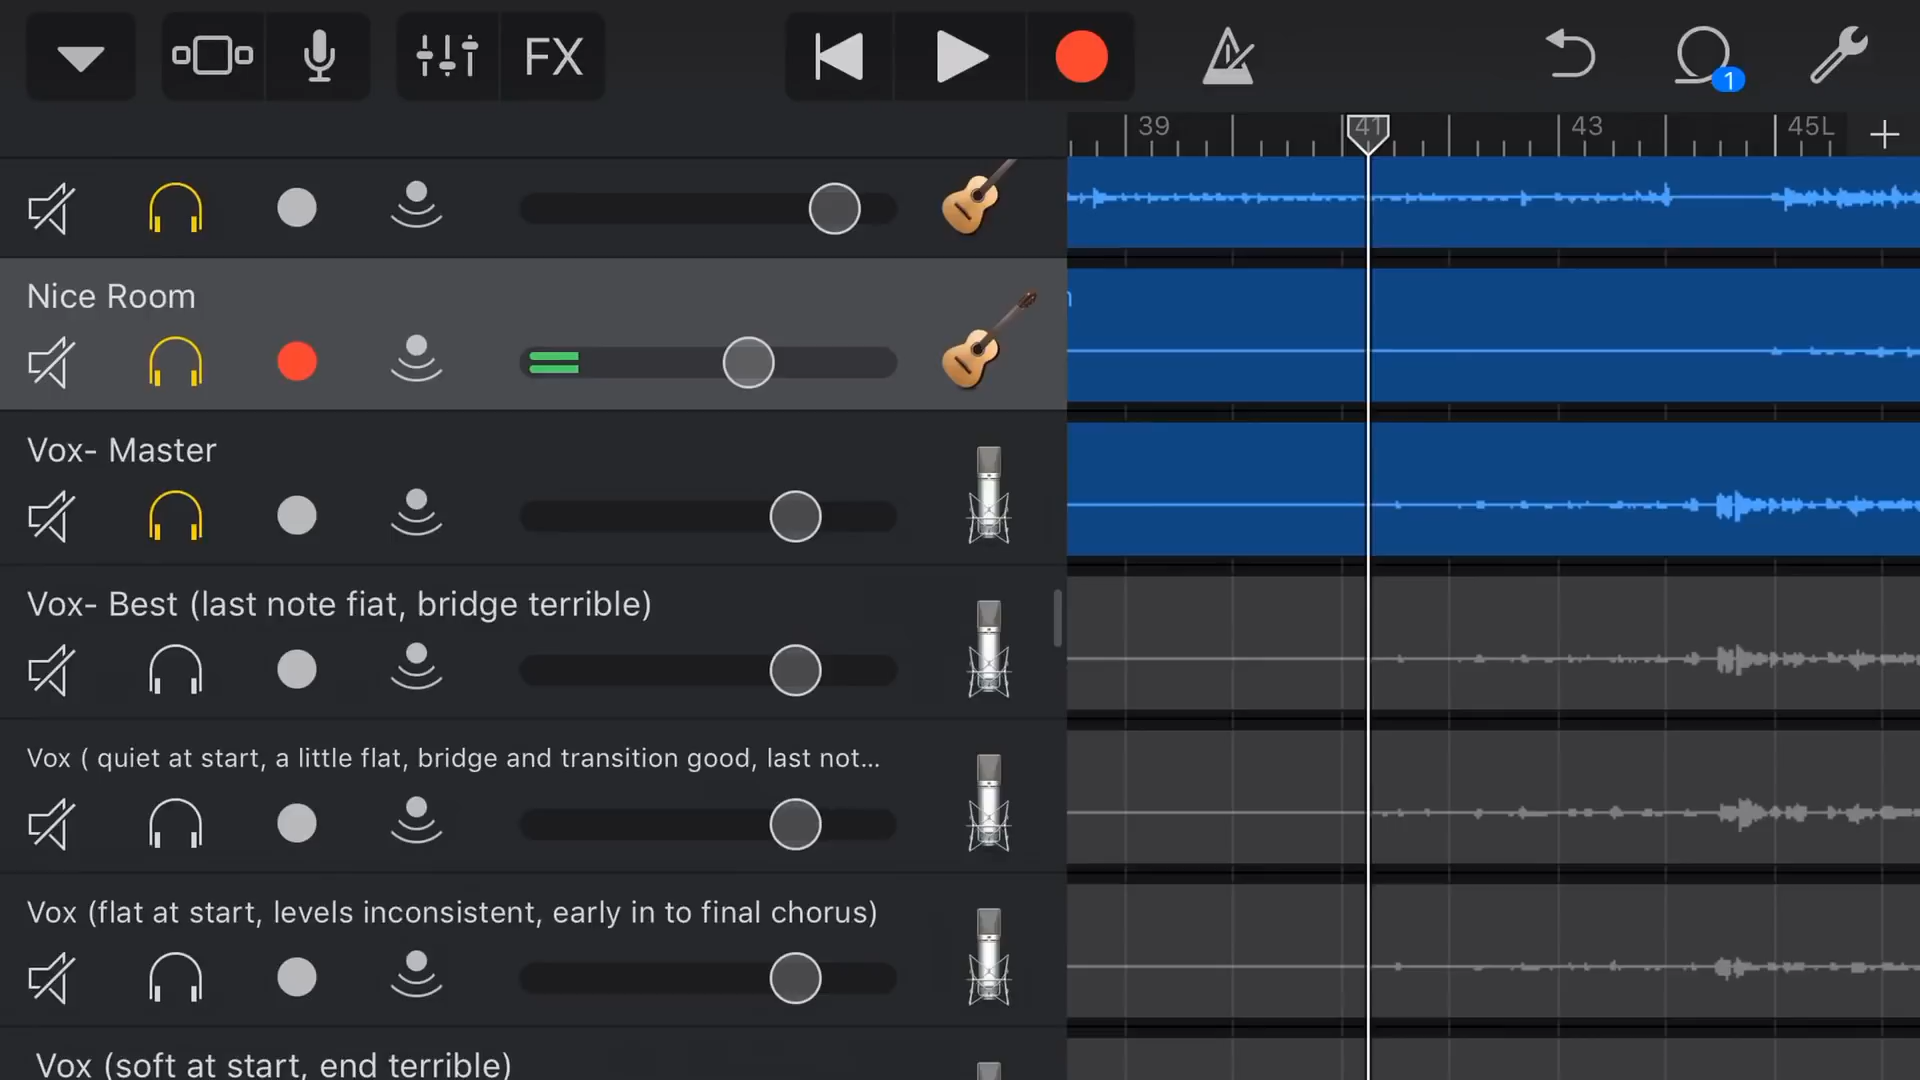 FX
1
39
41
43
45L
Nice Room
Vox- Master
Vox- Best (last note fiat, bridge terrible)
Vox ( quiet at start, a little flat, bridge and transition good, last not...
Vox (flat at start, levels inconsistent, early in to final chorus)
Vox (soft at start, end terrible)